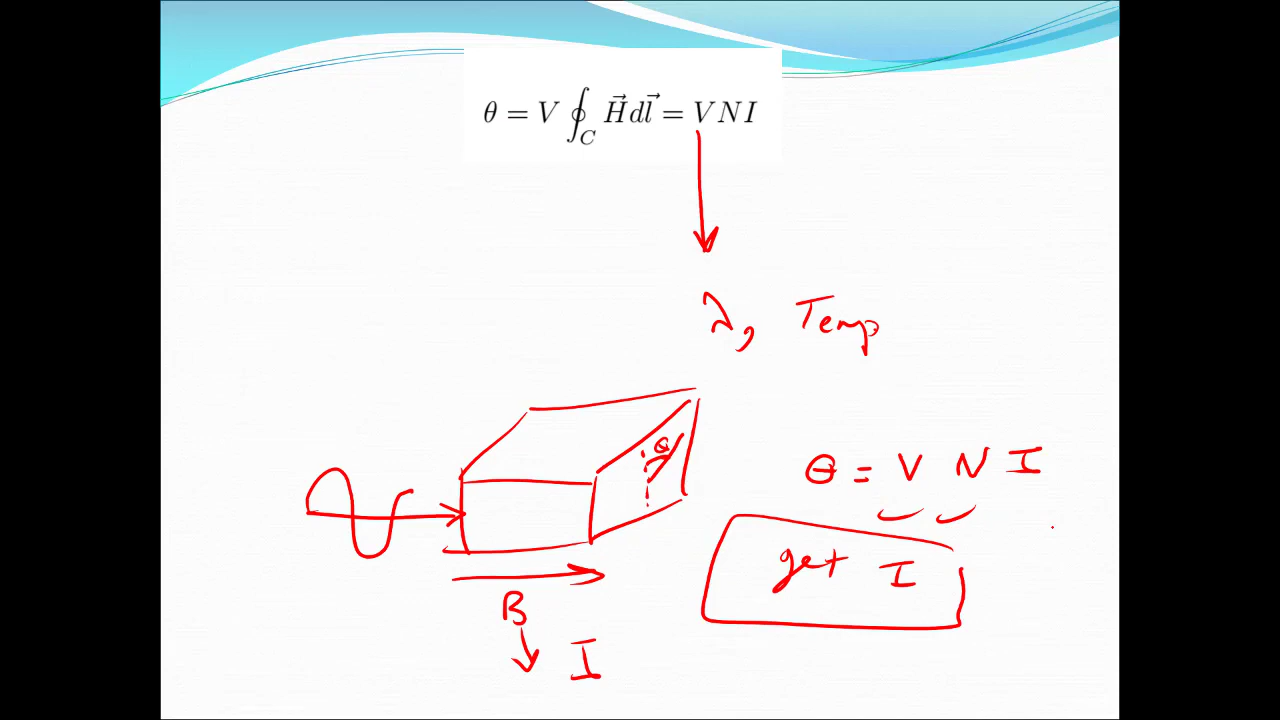 θ = V ∮_C H⃗ dl⃗ = V N I
λ, Temp
θ
θ = V N I
get I
B
I